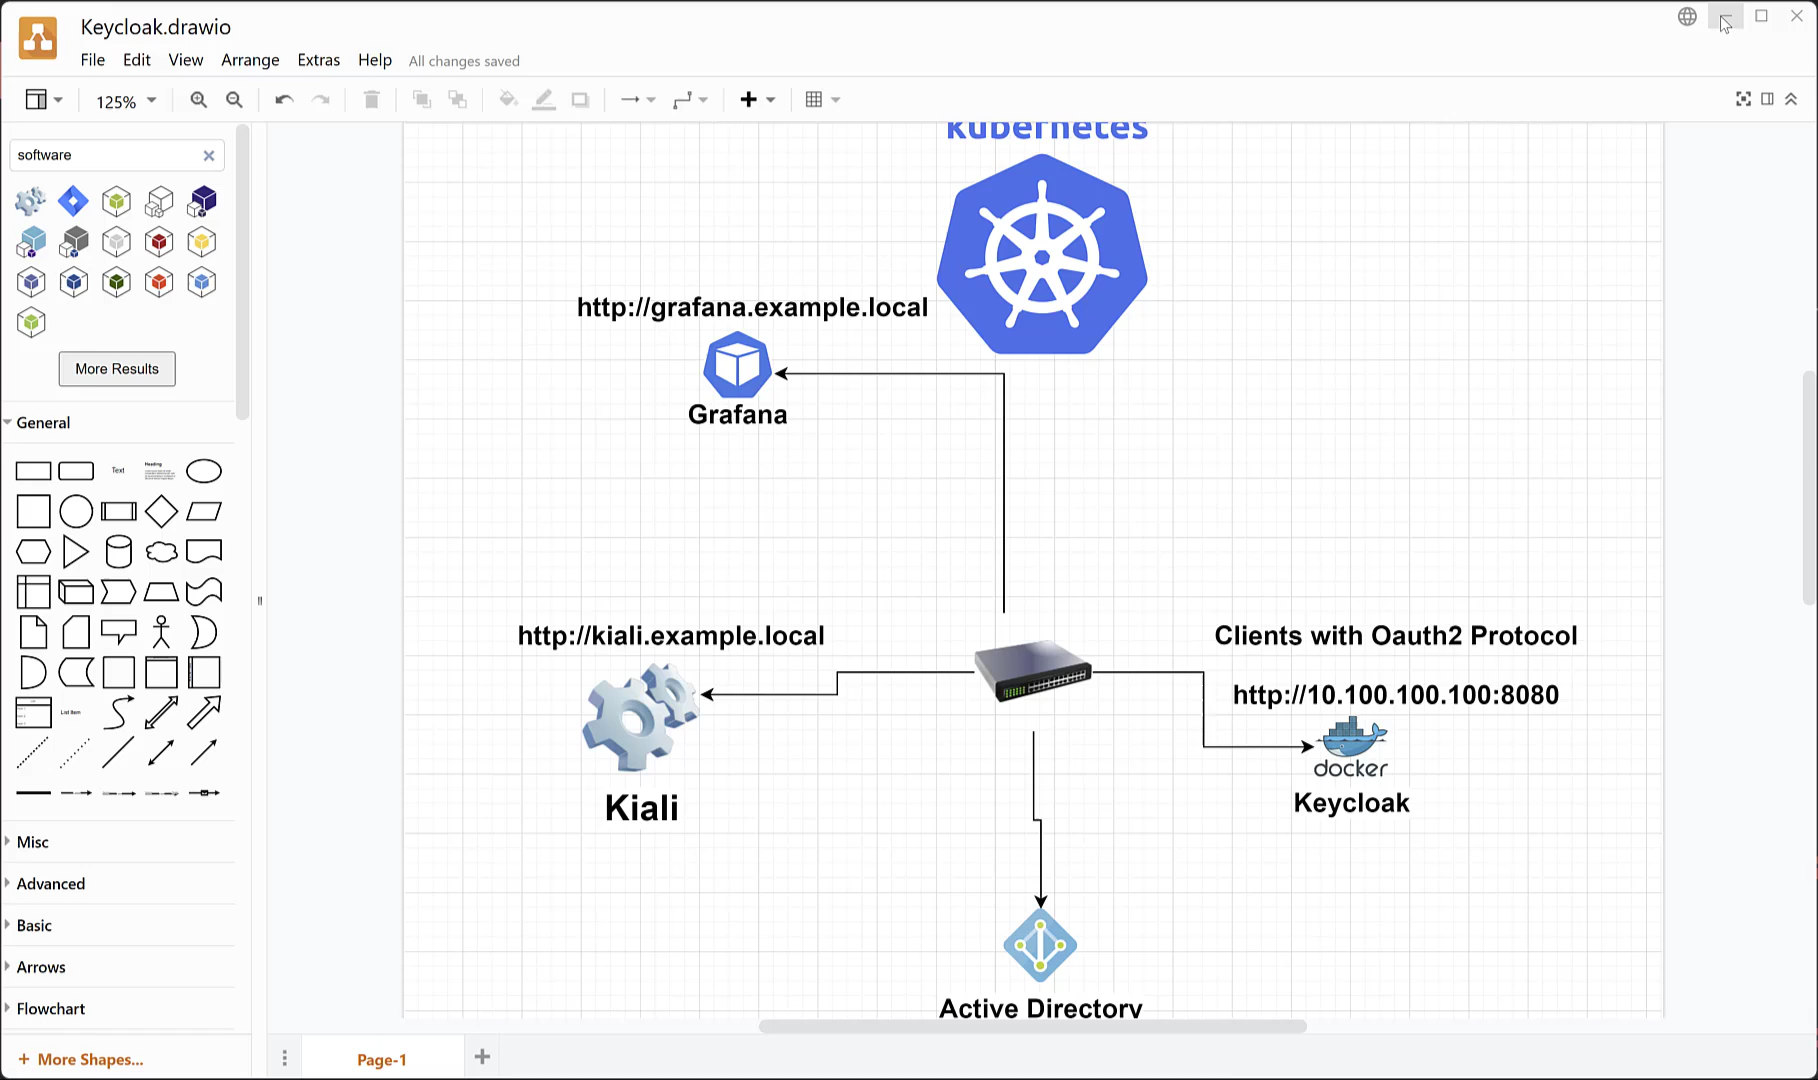 Keycloak.drawio
File Edit View Arrange Extras Help All changes saved
125%
software
More Results
General
Text
Heading
List Item
Misc
Advanced
Basic
Arrows
Flowchart
+ More Shapes...
kubernetes
http://grafana.example.local
Grafana
http://kiali.example.local
Kiali
Clients with Oauth2 Protocol
http://10.100.100.100:8080
docker
Keycloak
Active Directory
Page-1